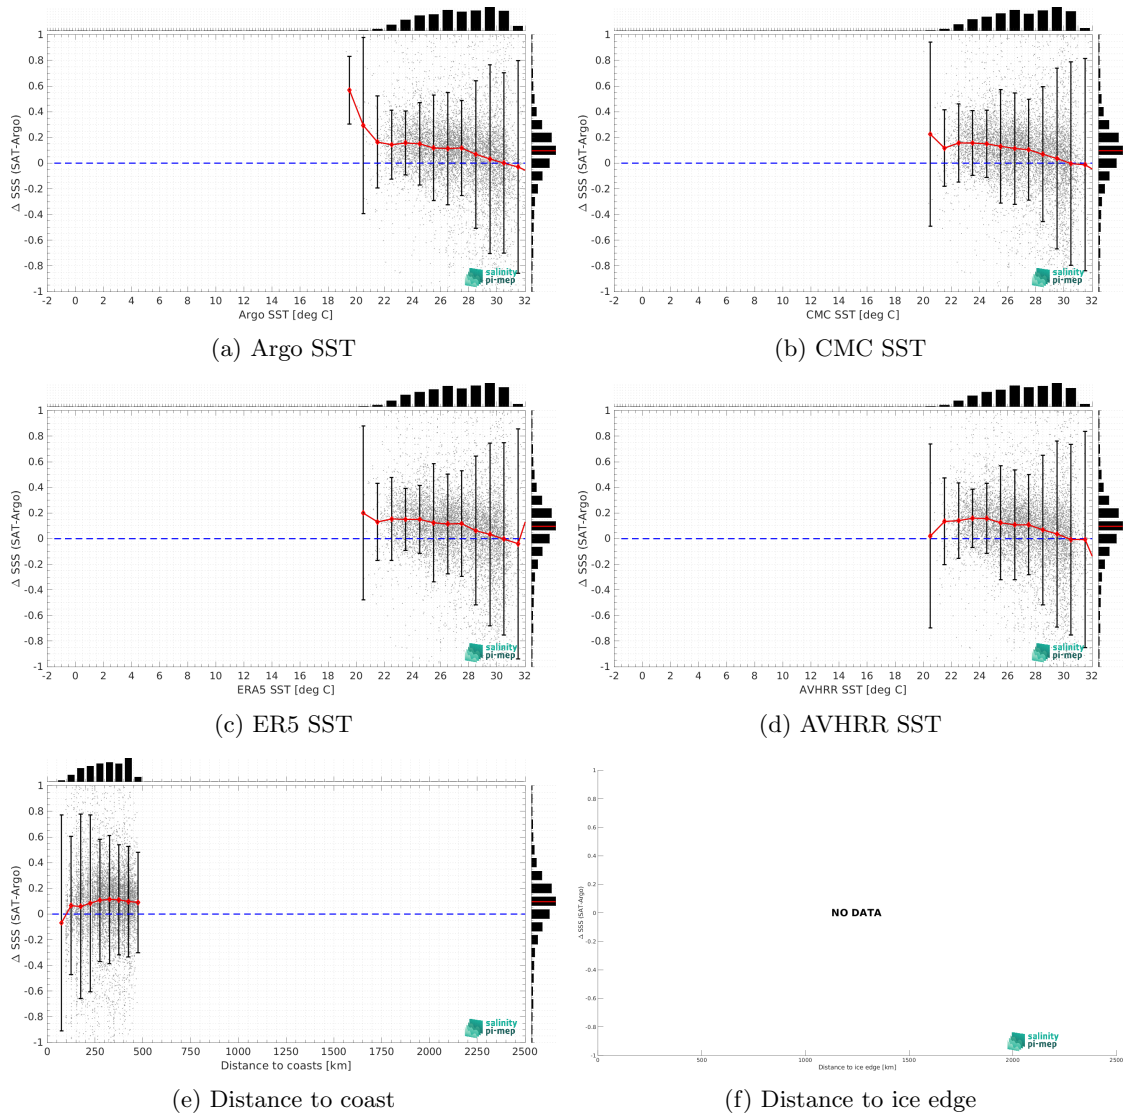 1
0.8
0.6
0.4
0.2
0
-0.2
-0.4
-0.6
-0.8
-1
Δ SSS (SAT-Argo)
-2 0 2 4 6 8 10 12 14 16 18 20 22 24 26 28 30 32
Argo SST [deg C]
salinity
pi-mep
(a) Argo SST
1
0.8
0.6
0.4
0.2
0
-0.2
-0.4
-0.6
-0.8
-1
Δ SSS (SAT-Argo)
-2 0 2 4 6 8 10 12 14 16 18 20 22 24 26 28 30 32
CMC SST [deg C]
salinity
pi-mep
(b) CMC SST
1
0.8
0.6
0.4
0.2
0
-0.2
-0.4
-0.6
-0.8
-1
Δ SSS (SAT-Argo)
-2 0 2 4 6 8 10 12 14 16 18 20 22 24 26 28 30 32
ERA5 SST [deg C]
salinity
pi-mep
(c) ER5 SST
1
0.8
0.6
0.4
0.2
0
-0.2
-0.4
-0.6
-0.8
-1
Δ SSS (SAT-Argo)
-2 0 2 4 6 8 10 12 14 16 18 20 22 24 26 28 30 32
AVHRR SST [deg C]
salinity
pi-mep
(d) AVHRR SST
1
0.8
0.6
0.4
0.2
0
-0.2
-0.4
-0.6
-0.8
-1
Δ SSS (SAT-Argo)
0 250 500 750 1000 1250 1500 1750 2000 2250 2500
Distance to coasts [km]
salinity
pi-mep
(e) Distance to coast
1
0.8
0.6
0.4
0.2
0
-0.2
-0.4
-0.6
-0.8
-1
Δ SSS (SAT-Argo)
NO DATA
0 500 1000 1500 2000 2500
Distance to ice edge [km]
salinity
pi-mep
(f) Distance to ice edge